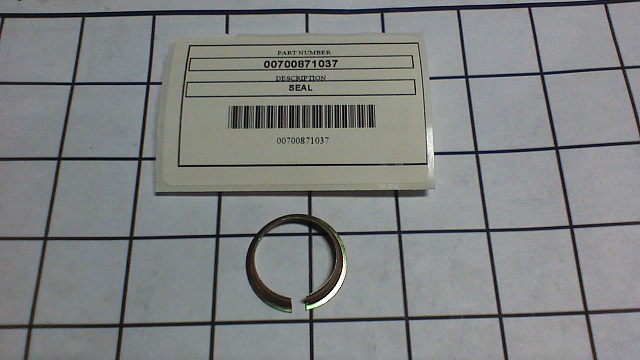 PART NUMBER
00700871037
DESCRIPTION
SEAL
00700871037